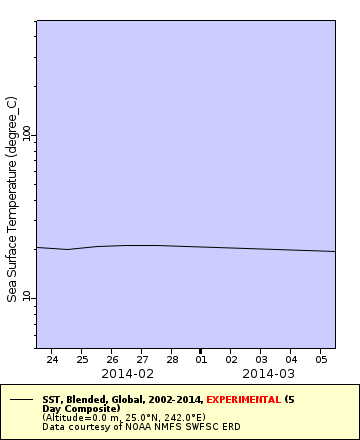 Sea Surface Temperature (degree_C)
100
10
24 25 26 27 28 01 02 03 04 05
2014-02 2014-03
SST, Blended, Global, 2002-2014, EXPERIMENTAL (5
Day Composite)
(Altitude=0.0 m, 25.0°N, 242.0°E)
Data courtesy of NOAA NMFS SWFSC ERD